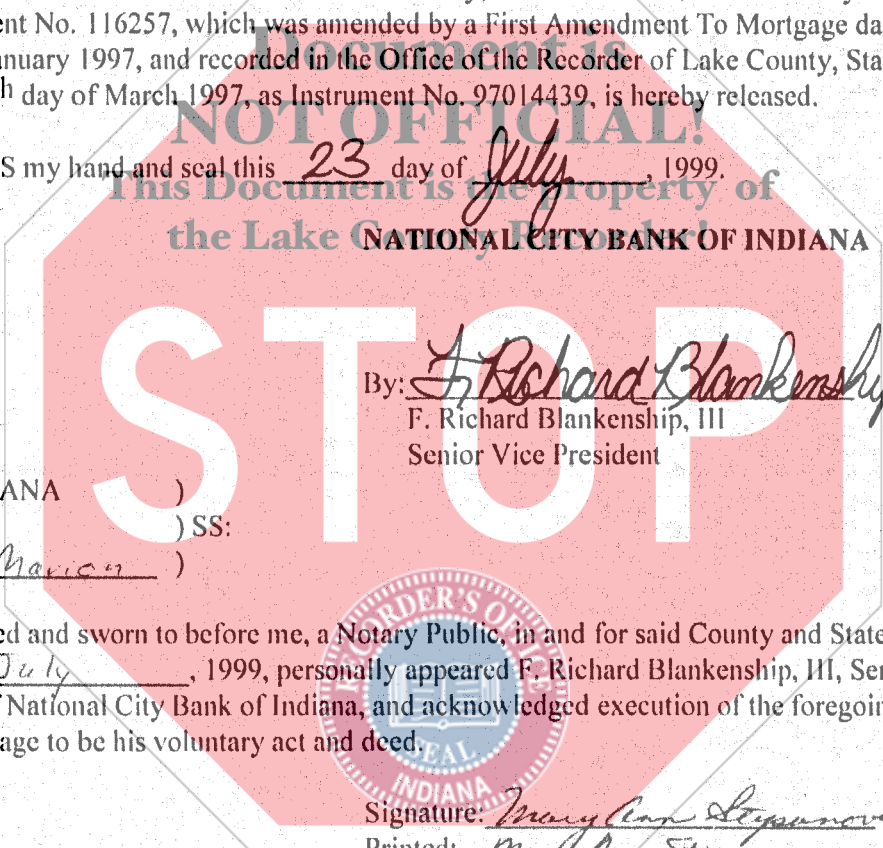 ent No. 116257, which was amended by a First Amendment To Mortgage da
Document is
anuary 1997, and recorded in the Office of the Recorder of Lake County, Sta
h day of March 1997, as Instrument No. 97014439, is hereby released.
NOT OFFICIAL!
S my hand and seal this 23 day of July, 1999.
This Document is the property of
the Lake County Recorder!
NATIONAL CITY BANK OF INDIANA
STOP
By: F. Richard Blankenship
F. Richard Blankenship, III
Senior Vice President
ANA )
) SS:
Marion )
RECORDER'S OFFICE
ed and sworn to before me, a Notary Public, in and for said County and State
July, 1999, personally appeared F. Richard Blankenship, III, Sen
f National City Bank of Indiana, and acknowledged execution of the foregoin
age to be his voluntary act and deed.
SEAL
INDIANA
Signature: Mary Ann
Printed: